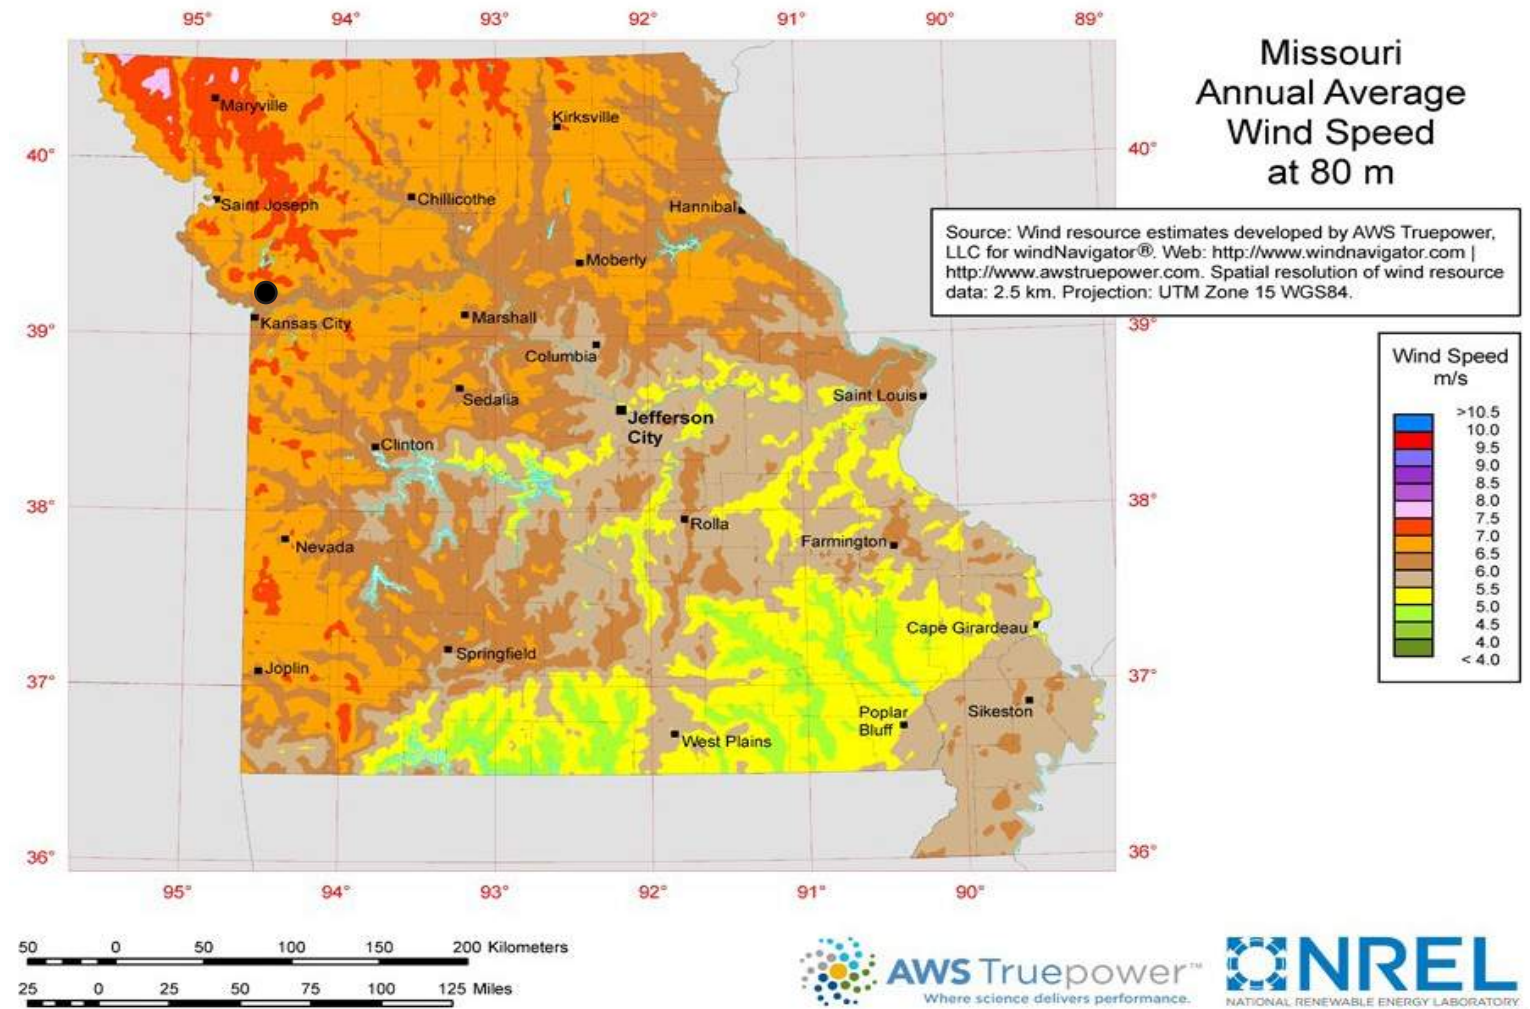 95° 94° 93° 92° 91° 90° 89°
Missouri
Annual Average
Wind Speed
at 80 m
Maryville
Kirksville
40° 40°
Saint Joseph
Chillicothe
Hannibal
Source: Wind resource estimates developed by AWS Truepower,
LLC for windNavigator®. Web: http://www.windnavigator.com |
http://www.awstruepower.com. Spatial resolution of wind resource
data: 2.5 km. Projection: UTM Zone 15 WGS84.
Moberly
Kansas City
Marshall
39° 39°
Columbia
Sedalia
Saint Louis
Jefferson
City
Clinton
Wind Speed
m/s
>10.5
10.0
9.5
9.0
8.5
8.0
7.5
7.0
6.5
6.0
5.5
5.0
4.5
4.0
< 4.0
38° 38°
Rolla
Nevada
Farmington
Cape Girardeau
Springfield
Joplin
37° 37°
Poplar
Bluff
Sikeston
West Plains
36° 36°
95° 94° 93° 92° 91° 90°
50 0 50 100 150 200 Kilometers
25 0 25 50 75 100 125 Miles
AWS Truepower™
Where science delivers performance.
NREL
NATIONAL RENEWABLE ENERGY LABORATORY